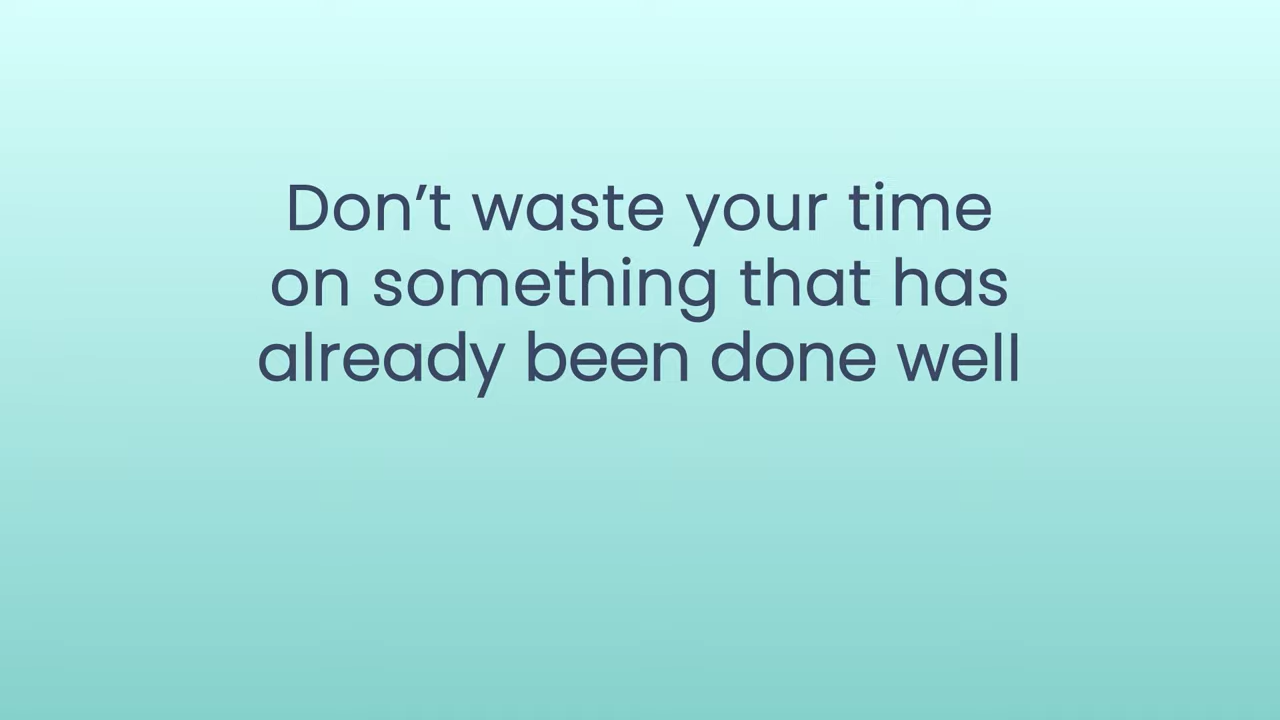 Don’t waste your time
on something that has
already been done well